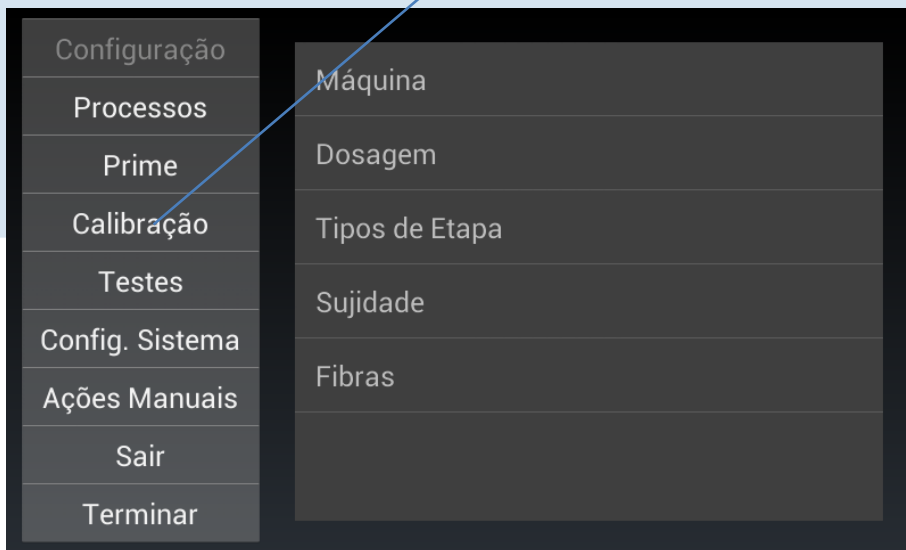 Configuração
Processos
Prime
Calibração
Testes
Config. Sistema
Ações Manuais
Sair
Terminar
Máquina
Dosagem
Tipos de Etapa
Sujidade
Fibras